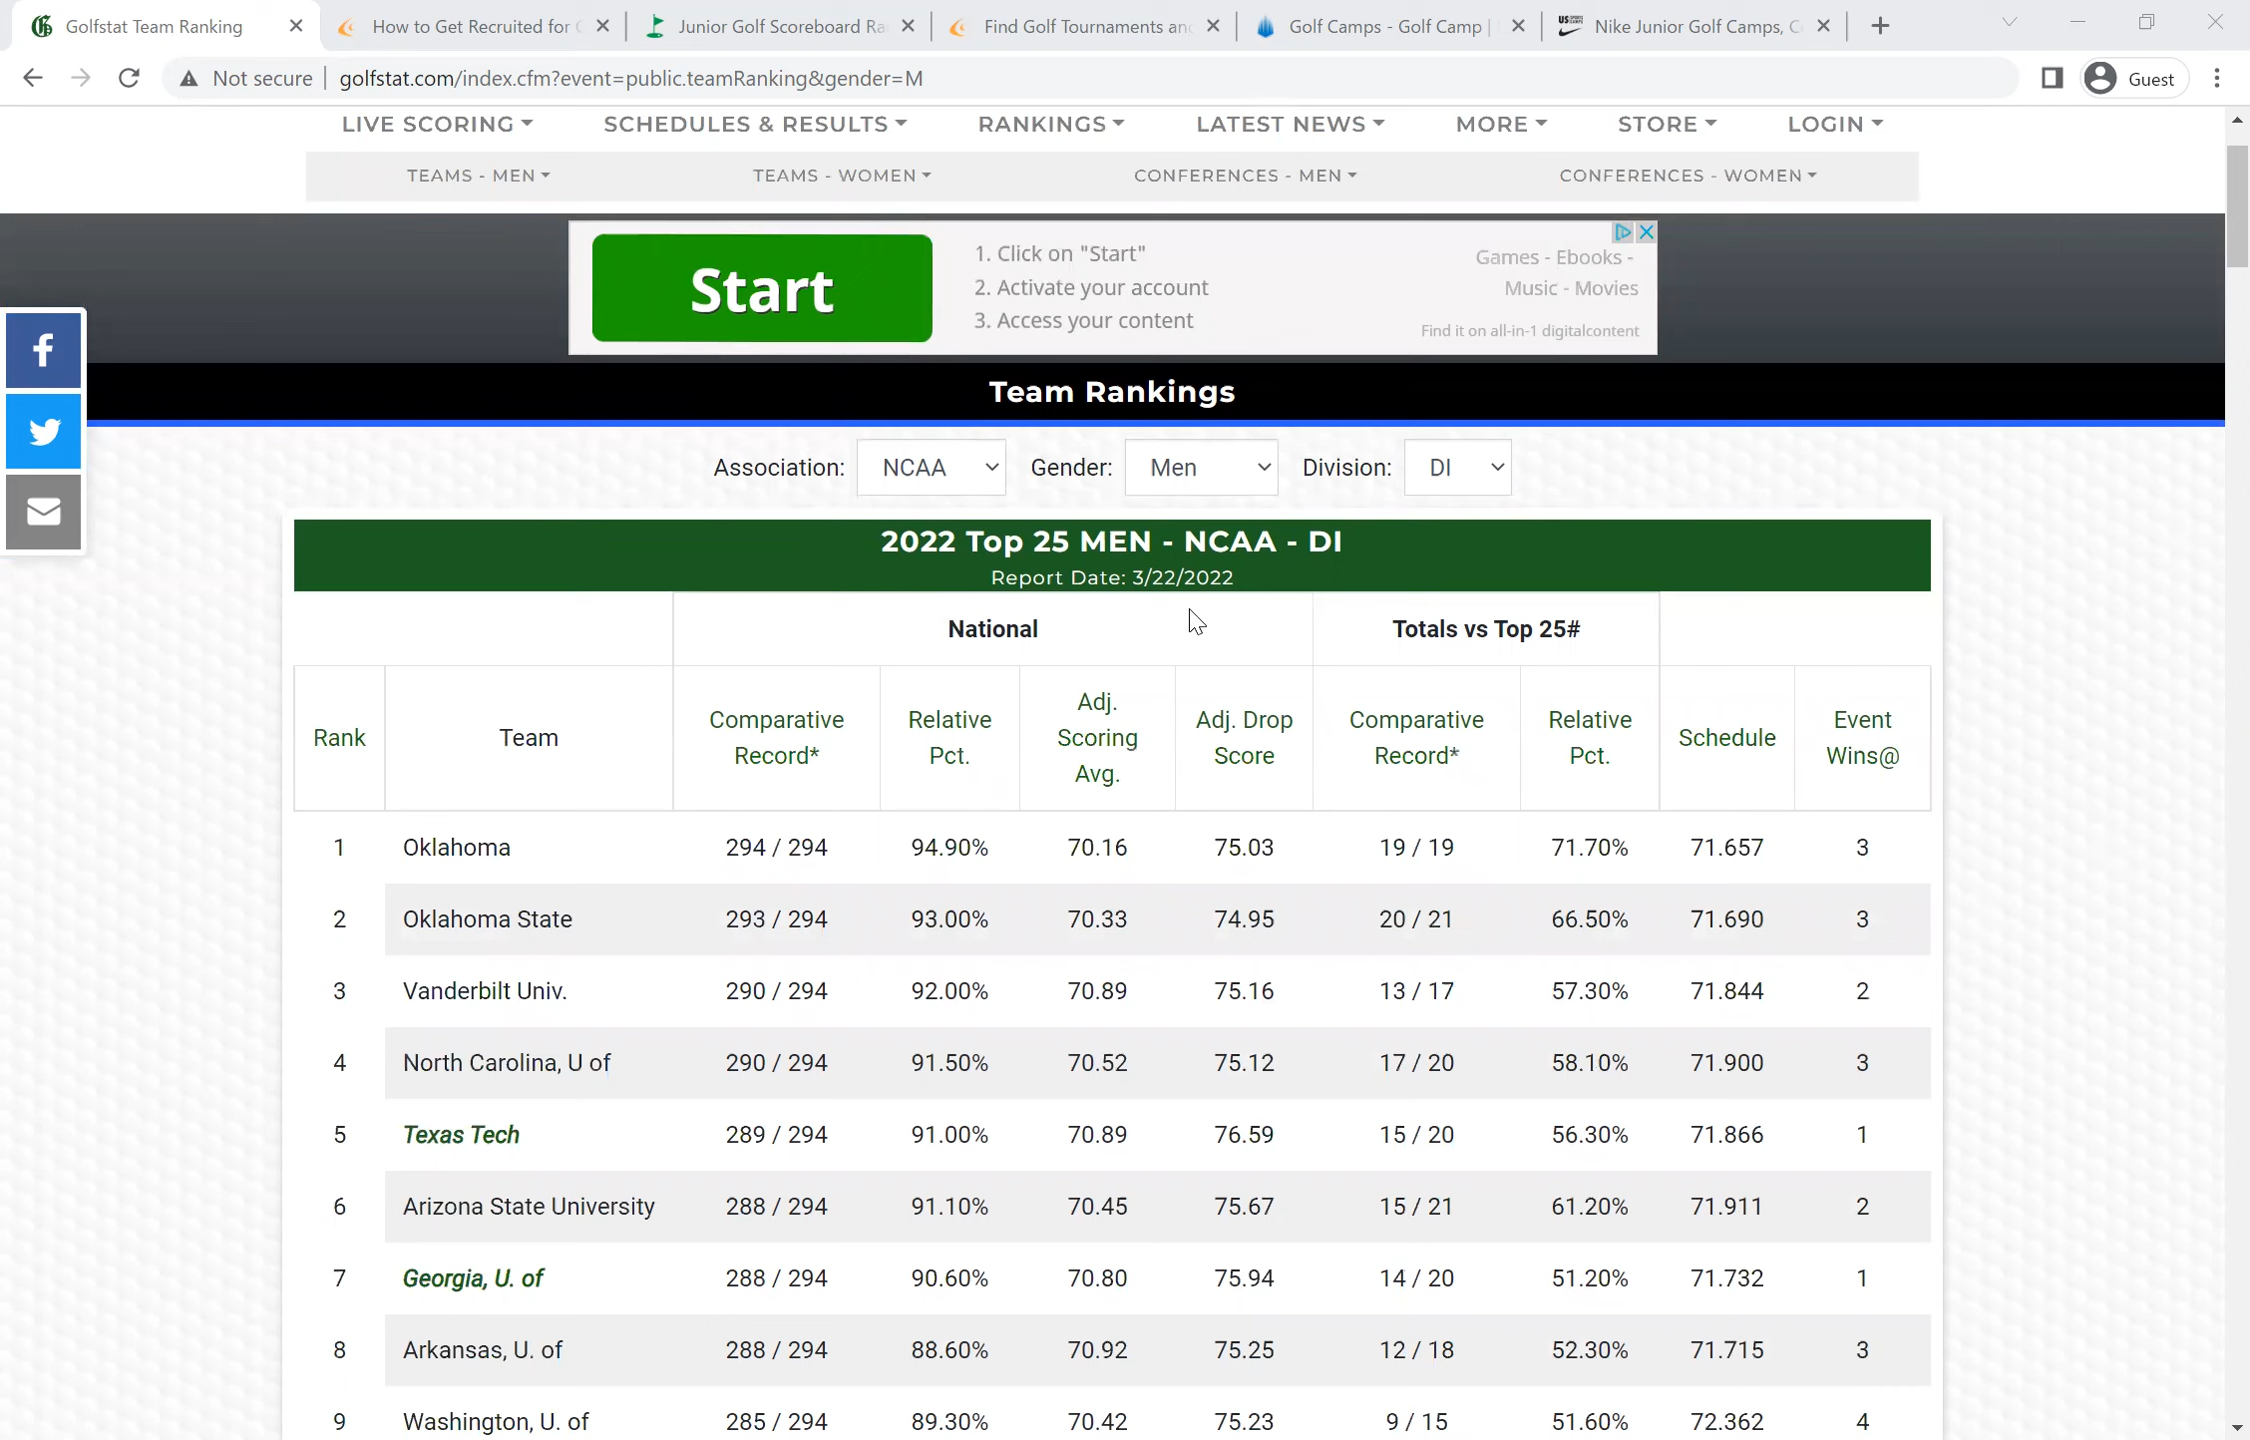 Golfstat Team Ranking
How to Get Recruited for
Junior Golf Scoreboard Ra
Find Golf Tournaments an
Golf Camps - Golf Camp |
US SPORTS CAMPS
Nike Junior Golf Camps, C
Not secure
golfstat.com/index.cfm?event=public.teamRanking&gender=M
Guest
LIVE SCORING SCHEDULES & RESULTS RANKINGS LATEST NEWS MORE STORE LOGIN
TEAMS - MEN TEAMS - WOMEN CONFERENCES - MEN CONFERENCES - WOMEN
Start
1. Click on "Start"
2. Activate your account
3. Access your content
Games - Ebooks -
Music - Movies
Find it on all-in-1 digitalcontent
Team Rankings
Association: NCAA Gender: Men Division: DI
2022 Top 25 MEN - NCAA - DI
Report Date: 3/22/2022
National Totals vs Top 25#
Rank Team Comparative Record* Relative Pct. Adj. Scoring Avg. Adj. Drop Score Comparative Record* Relative Pct. Schedule Event Wins@
1 Oklahoma 294 / 294 94.90% 70.16 75.03 19 / 19 71.70% 71.657 3
2 Oklahoma State 293 / 294 93.00% 70.33 74.95 20 / 21 66.50% 71.690 3
3 Vanderbilt Univ. 290 / 294 92.00% 70.89 75.16 13 / 17 57.30% 71.844 2
4 North Carolina, U of 290 / 294 91.50% 70.52 75.12 17 / 20 58.10% 71.900 3
5 Texas Tech 289 / 294 91.00% 70.89 76.59 15 / 20 56.30% 71.866 1
6 Arizona State University 288 / 294 91.10% 70.45 75.67 15 / 21 61.20% 71.911 2
7 Georgia, U. of 288 / 294 90.60% 70.80 75.94 14 / 20 51.20% 71.732 1
8 Arkansas, U. of 288 / 294 88.60% 70.92 75.25 12 / 18 52.30% 71.715 3
9 Washington, U. of 285 / 294 89.30% 70.42 75.23 9 / 15 51.60% 72.362 4